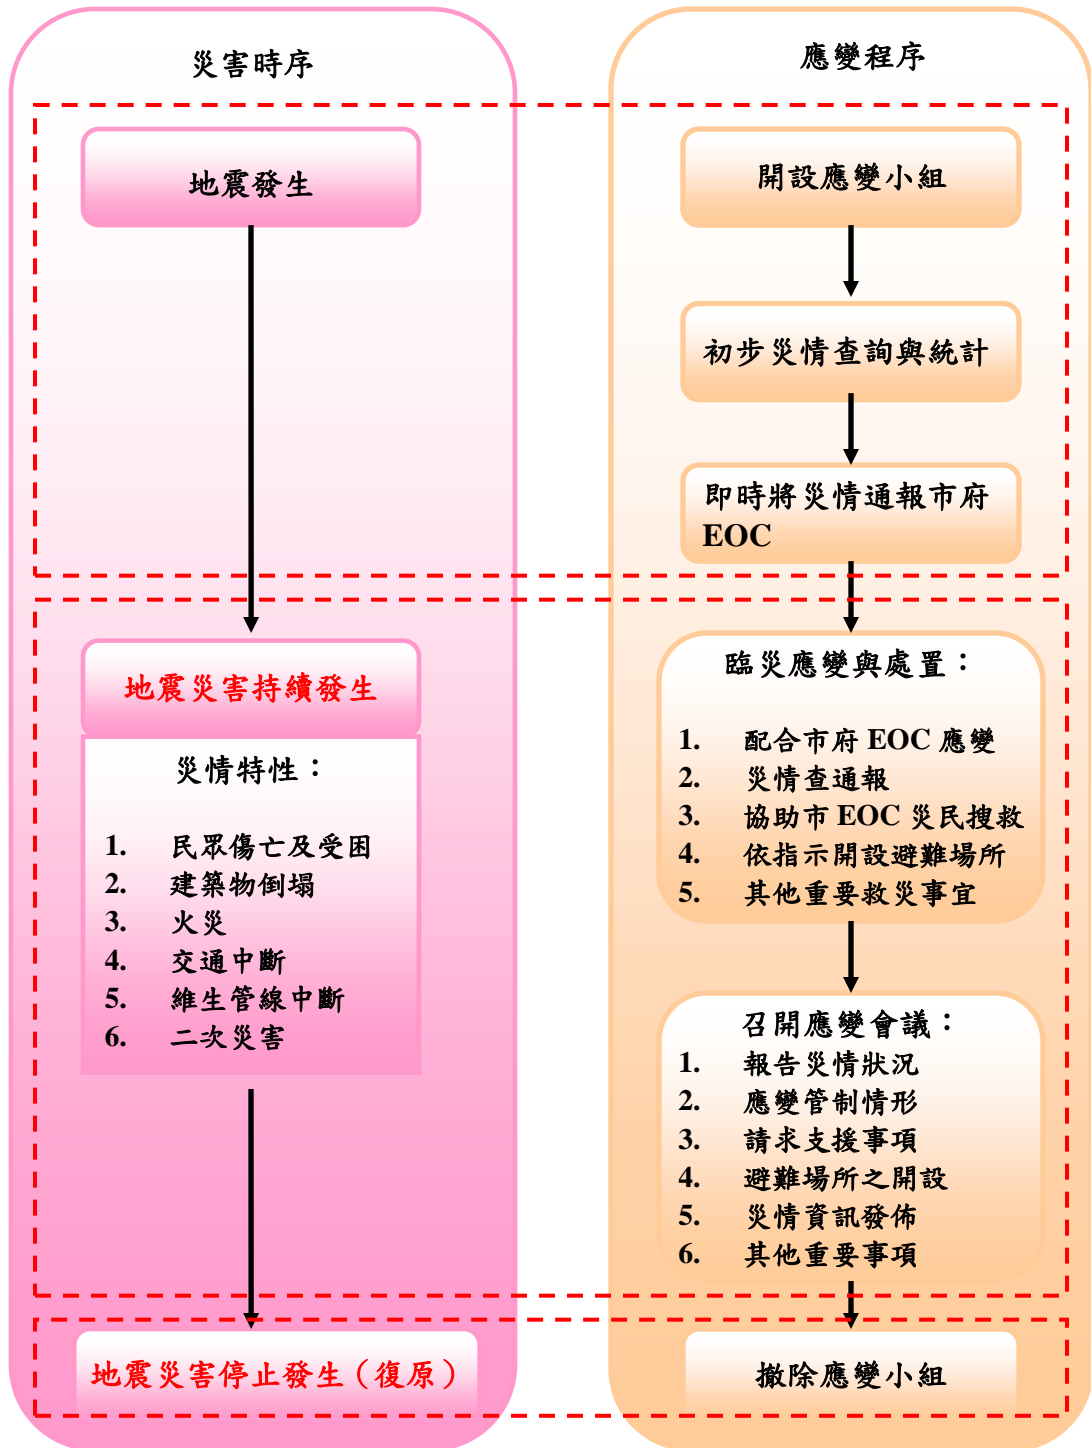 災害時序
地震發生
地震災害持續發生
災情特性：
1. 民眾傷亡及受困
2. 建築物倒塌
3. 火災
4. 交通中斷
5. 維生管線中斷
6. 二次災害
地震災害停止發生（復原）
應變程序
開設應變小組
初步災情查詢與統計
即時將災情通報市府
EOC
臨災應變與處置：
1. 配合市府 EOC 應變
2. 災情查通報
3. 協助市 EOC 災民搜救
4. 依指示開設避難場所
5. 其他重要救災事宜
召開應變會議：
1. 報告災情狀況
2. 應變管制情形
3. 請求支援事項
4. 避難場所之開設
5. 災情資訊發佈
6. 其他重要事項
撤除應變小組